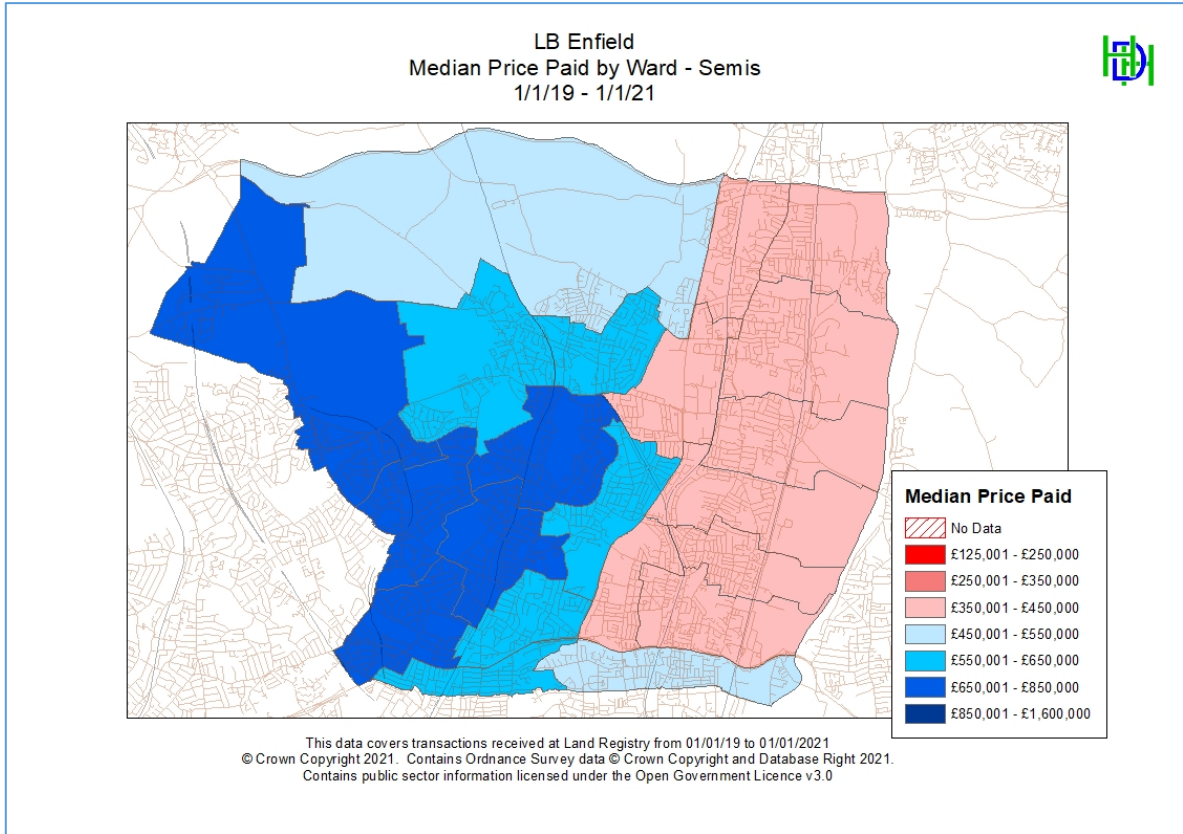 LB Enfield
Median Price Paid by Ward - Semis
1/1/19 - 1/1/21
HDH
Median Price Paid
No Data
£125,001 - £250,000
£250,001 - £350,000
£350,001 - £450,000
£450,001 - £550,000
£550,001 - £650,000
£650,001 - £850,000
£850,001 - £1,600,000
This data covers transactions received at Land Registry from 01/01/19 to 01/01/2021
© Crown Copyright 2021.  Contains Ordnance Survey data © Crown Copyright and Database Right 2021.
Contains public sector information licensed under the Open Government Licence v3.0